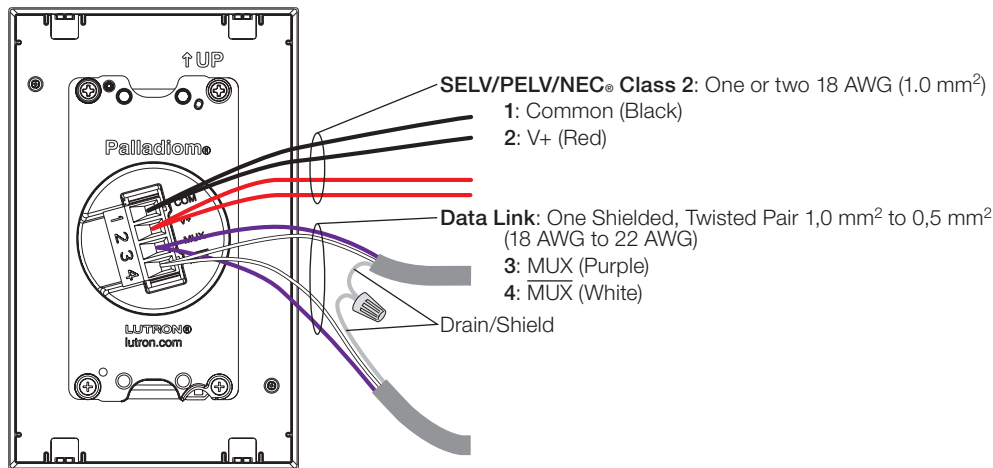 ↑ UP
Palladiom®
COM
V+
MUX
1
2
3
4
LUTRON®
lutron.com
SELV/PELV/NEC® Class 2: One or two 18 AWG (1.0 mm²)
1: Common (Black)
2: V+ (Red)
Data Link: One Shielded, Twisted Pair 1,0 mm² to 0,5 mm²
(18 AWG to 22 AWG)
3: MUX (Purple)
4: M̅U̅X̅ (White)
Drain/Shield